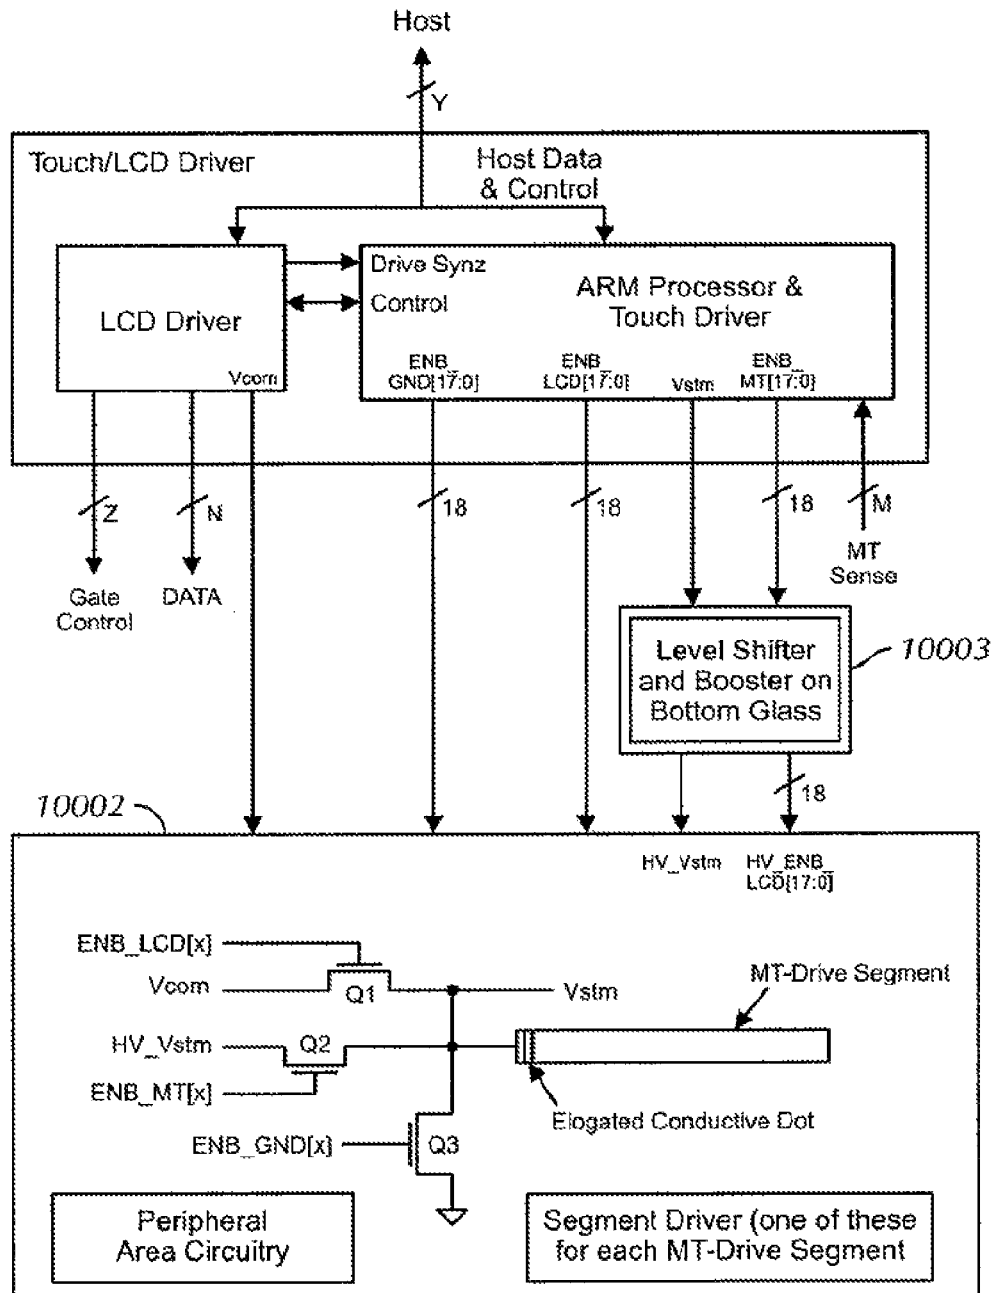 Host
Y
Touch/LCD Driver
Host Data
& Control
LCD Driver
Vcom
Drive Synz
Control
ARM Processor &
Touch Driver
ENB_
GND[17:0]
ENB_
LCD[17:0]
Vstm
ENB_
MT[17:0]
Z
N
18
18
18
M
Gate
Control
DATA
MT
Sense
Level Shifter
and Booster on
Bottom Glass
10003
18
10002
HV_Vstm
HV_ENB_
LCD[17:0]
ENB_LCD[x]
Vcom
Q1
Vstm
MT-Drive Segment
HV_Vstm
Q2
ENB_MT[x]
Elogated Conductive Dot
ENB_GND[x]
Q3
Peripheral
Area Circuitry
Segment Driver (one of these
for each MT-Drive Segment